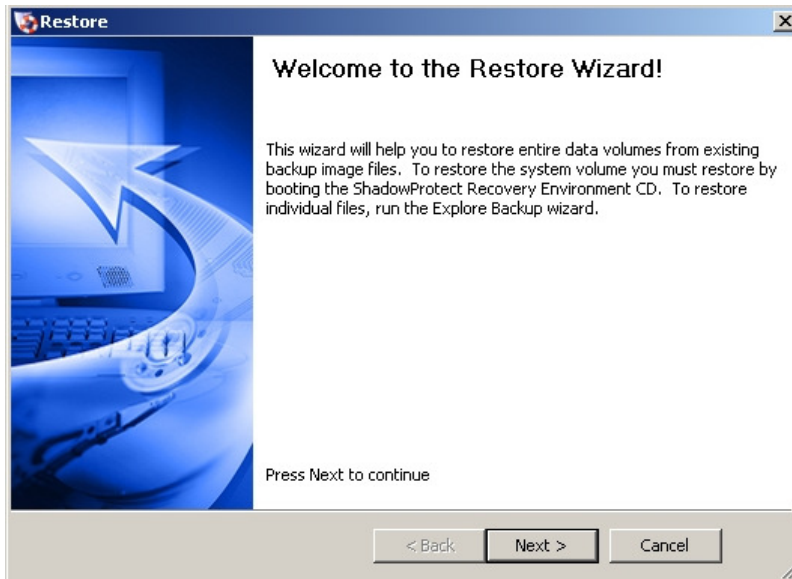 Restore
Welcome to the Restore Wizard!
This wizard will help you to restore entire data volumes from existing
backup image files. To restore the system volume you must restore by
booting the ShadowProtect Recovery Environment CD. To restore
individual files, run the Explore Backup wizard.
Press Next to continue
< Back Next > Cancel